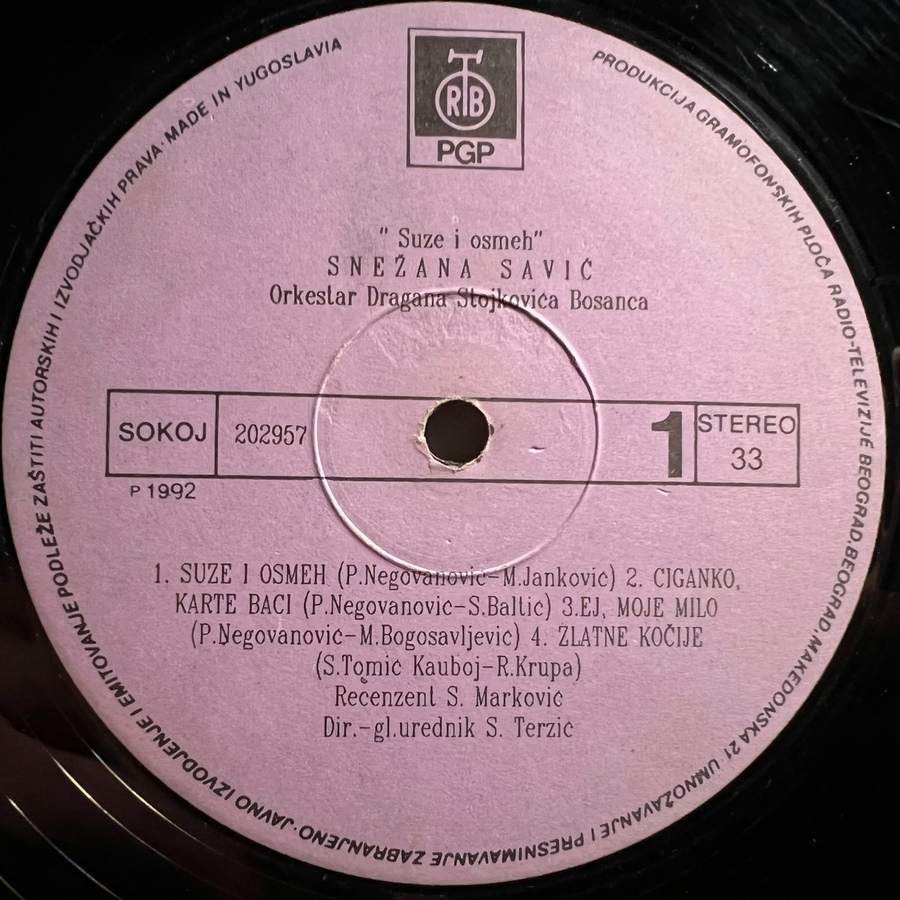 RTB
PGP
" Suze i osmeh"
SNEŽANA SAVIĆ
Orkestar Dragana Stojkovića Bosanca
SOKOJ 202957 1 STEREO 33
P 1992
1. SUZE I OSMEH (P.Negovanović-M.Janković) 2. CIGANKO,
KARTE BACI (P.Negovanović-S.Baltić) 3.EJ, MOJE MILO
(P.Negovanović-M.Bogosavljević) 4. ZLATNE KOČIJE
(S.Tomić Kauboj-R.Krupa)
Recenzent S. Marković
Dir.-gl.urednik S. Terzić
PRODUKCIJA GRAMOFONSKIH PLOČA RADIO-TELEVIZIJE BEOGRAD, BEOGRAD, MAKEDONSKA 21 UMNOŽAVANJE I PRESNIMAVANJE ZABRANJENO·JAVNO IZVODJENJE I EMITOVANJE PODLEŽE ZAŠTITI AUTORSKIH I IZVODJAČKIH PRAVA·MADE IN YUGOSLAVIA